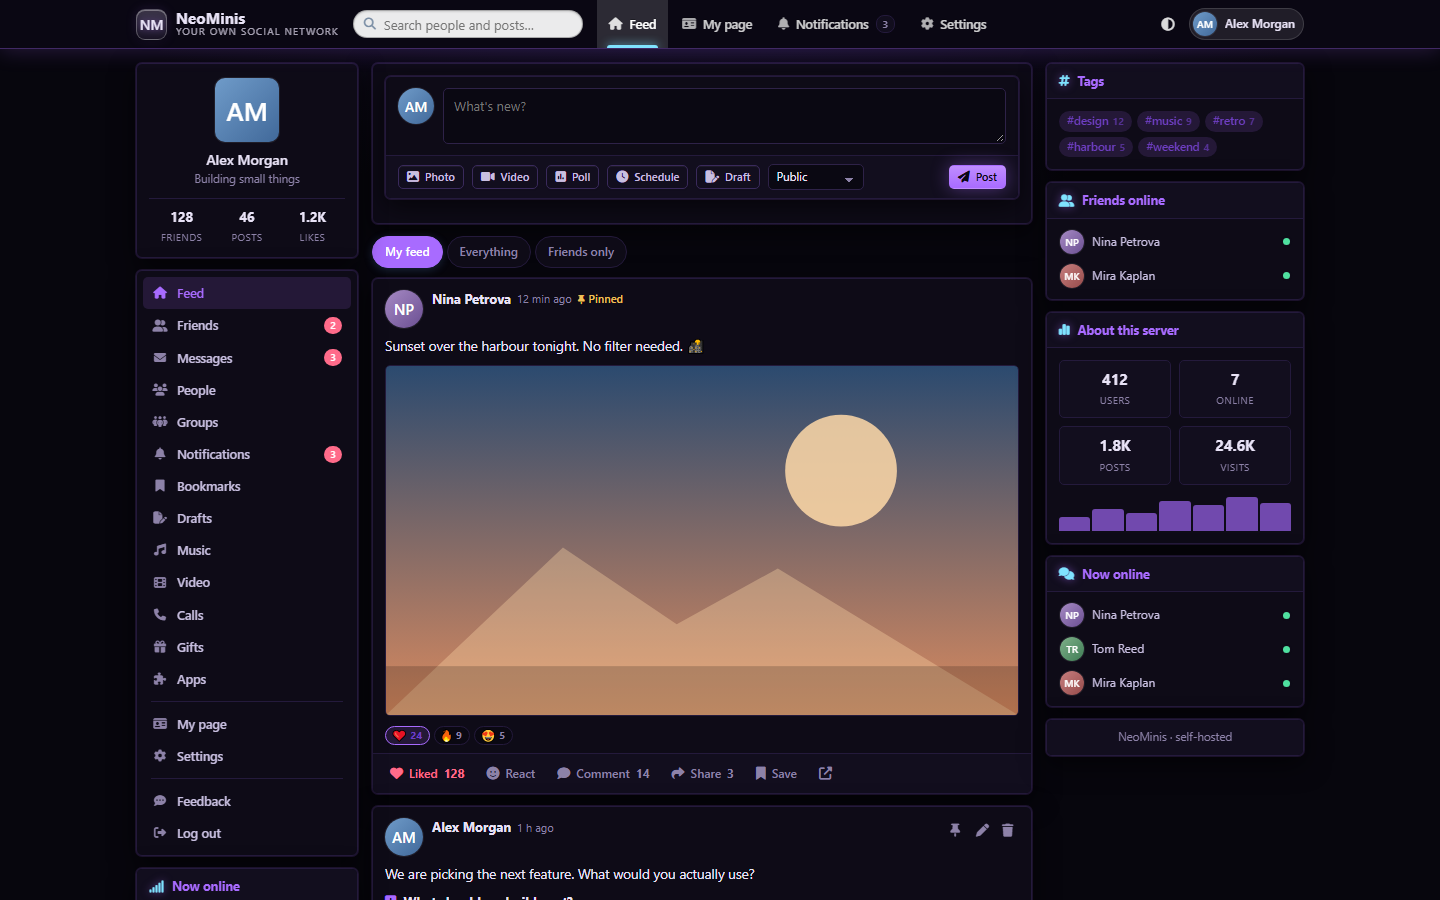 NM
NeoMinis
YOUR OWN SOCIAL NETWORK
Search people and posts...
Feed
My page
Notifications 3
Settings
AM Alex Morgan
AM
Alex Morgan
Building small things
128 46 1.2K
FRIENDS POSTS LIKES
Feed
Friends 2
Messages 3
People
Groups
Notifications 3
Bookmarks
Drafts
Music
Video
Calls
Gifts
Apps
My page
Settings
Feedback
Log out
Now online
AM What's new?
Photo Video Poll Schedule Draft Public Post
My feed Everything Friends only
NP Nina Petrova 12 min ago Pinned
Sunset over the harbour tonight. No filter needed.
24 9 5
Liked 128 React Comment 14 Share 3 Save
AM Alex Morgan 1 h ago
We are picking the next feature. What would you actually use?
# Tags
#design 12 #music 9 #retro 7
#harbour 5 #weekend 4
Friends online
NP Nina Petrova
MK Mira Kaplan
About this server
412 7
USERS ONLINE
1.8K 24.6K
POSTS VISITS
Now online
NP Nina Petrova
TR Tom Reed
MK Mira Kaplan
NeoMinis · self-hosted